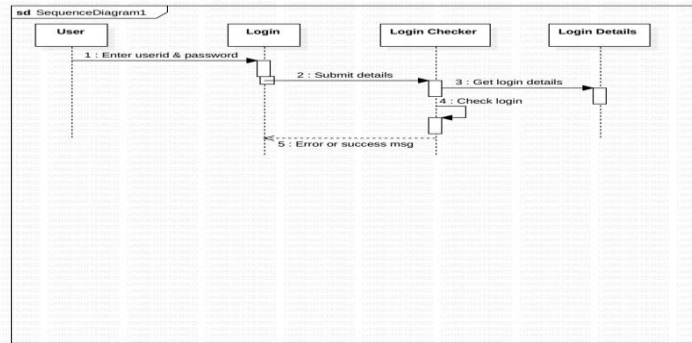 sd SequenceDiagram1
User
Login
Login Checker
Login Details
1 : Enter userid & password
2 : Submit details
3 : Get login details
4 : Check login
5 : Error or success msg